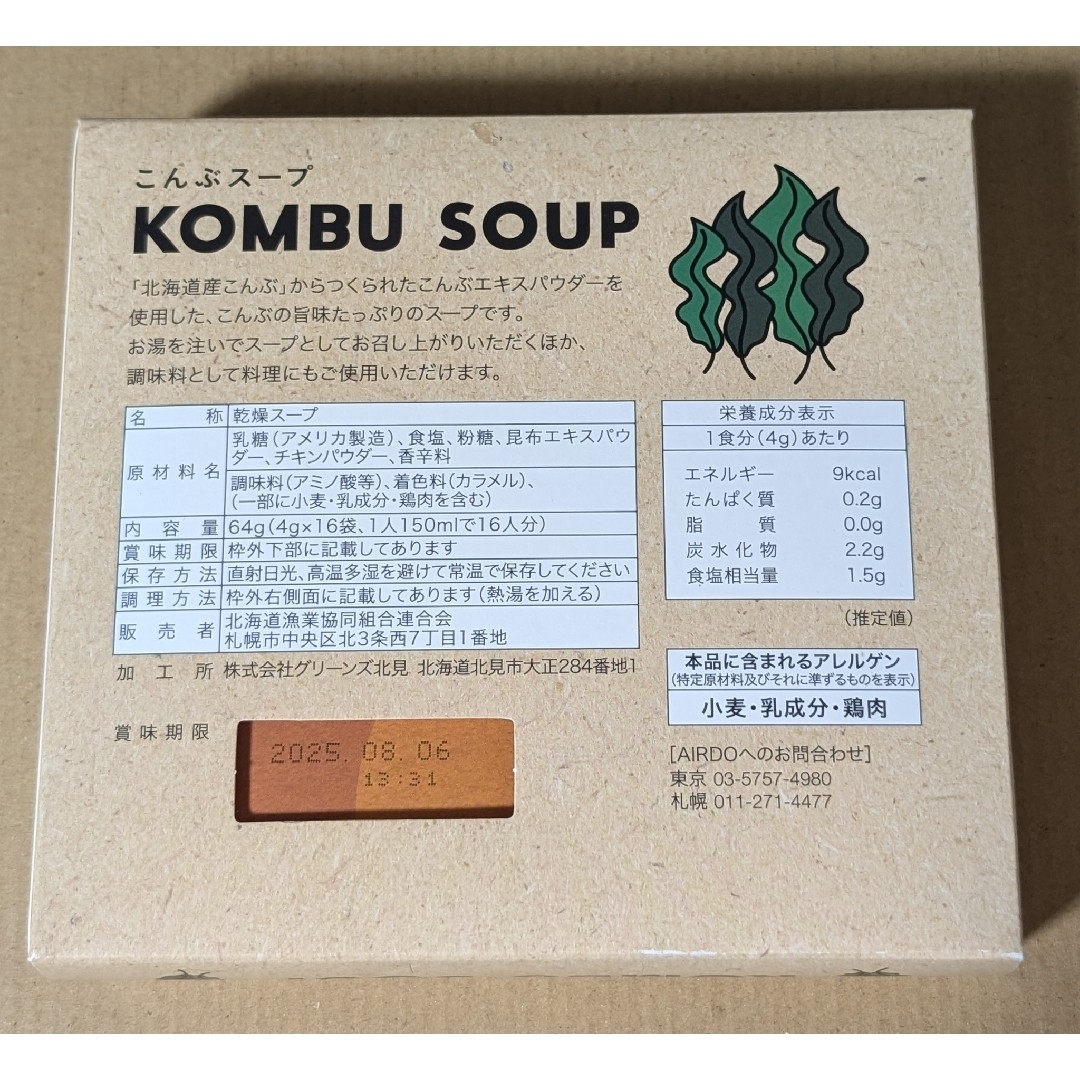 こんぶスープ
KOMBU SOUP
「北海道産こんぶ」からつくられたこんぶエキスパウダーを
使用した、こんぶの旨味たっぷりのスープです。
お湯を注いでスープとしてお召し上がりいただくほか、
調味料として料理にもご使用いただけます。
名称 乾燥スープ
原材料名 乳糖(アメリカ製造)、食塩、粉糖、昆布エキスパウ
ダー、チキンパウダー、香辛料
調味料(アミノ酸等)、着色料(カラメル)、
(一部に小麦・乳成分・鶏肉を含む)
内容量 64g(4g×16袋、1人150mlで16人分)
賞味期限 枠外下部に記載してあります
保存方法 直射日光、高温多湿を避けて常温で保存してください
調理方法 枠外右側面に記載してあります(熱湯を加える)
販売者 北海道漁業協同組合連合会
札幌市中央区北3条西7丁目1番地
加工所 株式会社グリーンズ北見 北海道北見市大正284番地1
賞味期限
2025.08.06
13:31
栄養成分表示
1食分(4g)あたり
エネルギー 9kcal
たんぱく質 0.2g
脂質 0.0g
炭水化物 2.2g
食塩相当量 1.5g
(推定値)
本品に含まれるアレルゲン
(特定原材料及びそれに準ずるものを表示)
小麦・乳成分・鶏肉
[AIRDOへのお問合わせ]
東京 03-5757-4980
札幌 011-271-4477